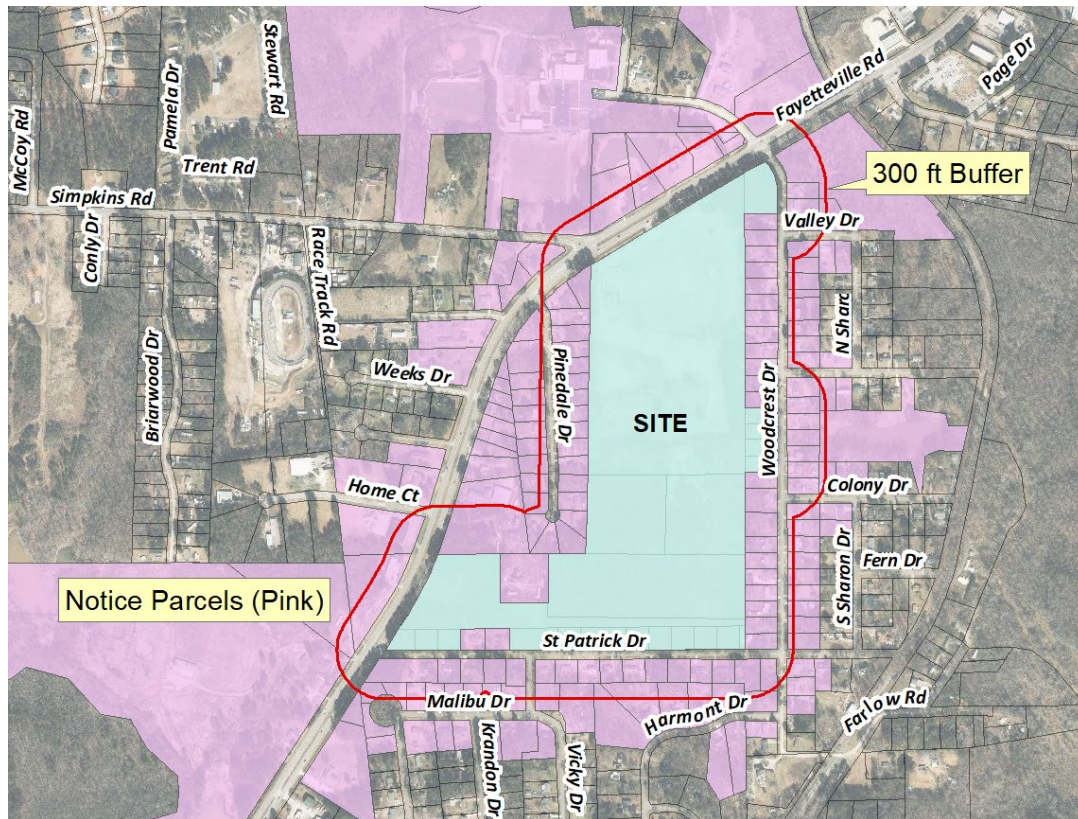 Stewart Rd
Pamela Dr
McCoy Rd
Fayetteville Rd
Page Dr
Trent Rd
300 ft Buffer
Simpkins Rd
Conly Dr
Race Track Rd
Valley Dr
N Sharc
Briarwood Dr
Weeks Dr
Pinedale Dr
Woodcrest Dr
SITE
Home Ct
Colony Dr
S Sharon Dr
Fern Dr
Notice Parcels (Pink)
St Patrick Dr
Malibu Dr
Harmont Dr
Farlow Rd
Krandon Dr
Vicky Dr